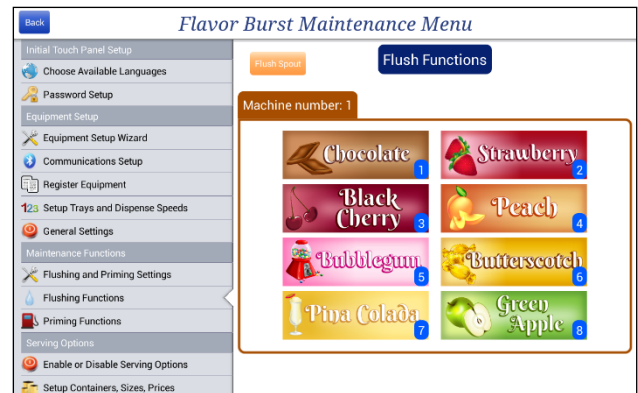 Back
Flavor Burst Maintenance Menu
Initial Touch Panel Setup
Choose Available Languages
Password Setup
Equipment Setup
Equipment Setup Wizard
Communications Setup
Register Equipment
123 Setup Trays and Dispense Speeds
General Settings
Maintenance Functions
Flushing and Priming Settings
Flushing Functions
Priming Functions
Serving Options
Enable or Disable Serving Options
Setup Containers, Sizes, Prices
Flush Spout
Flush Functions
Machine number: 1
Chocolate 1
Strawberry 2
Black
Cherry 3
Peach 4
Bubblegum 5
Butterscotch 6
Pina Colada 7
Green
Apple 8